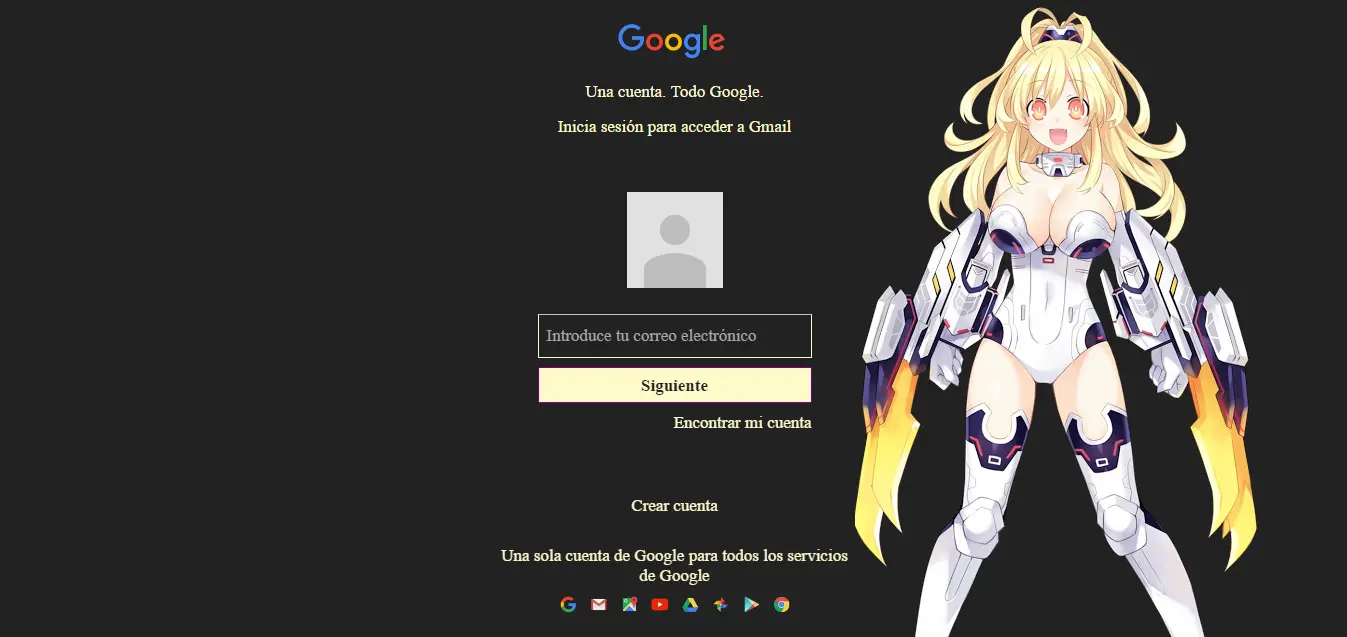 Google
Una cuenta. Todo Google.
Inicia sesión para acceder a Gmail
Introduce tu correo electrónico
Siguiente
Encontrar mi cuenta
Crear cuenta
Una sola cuenta de Google para todos los servicios
de Google